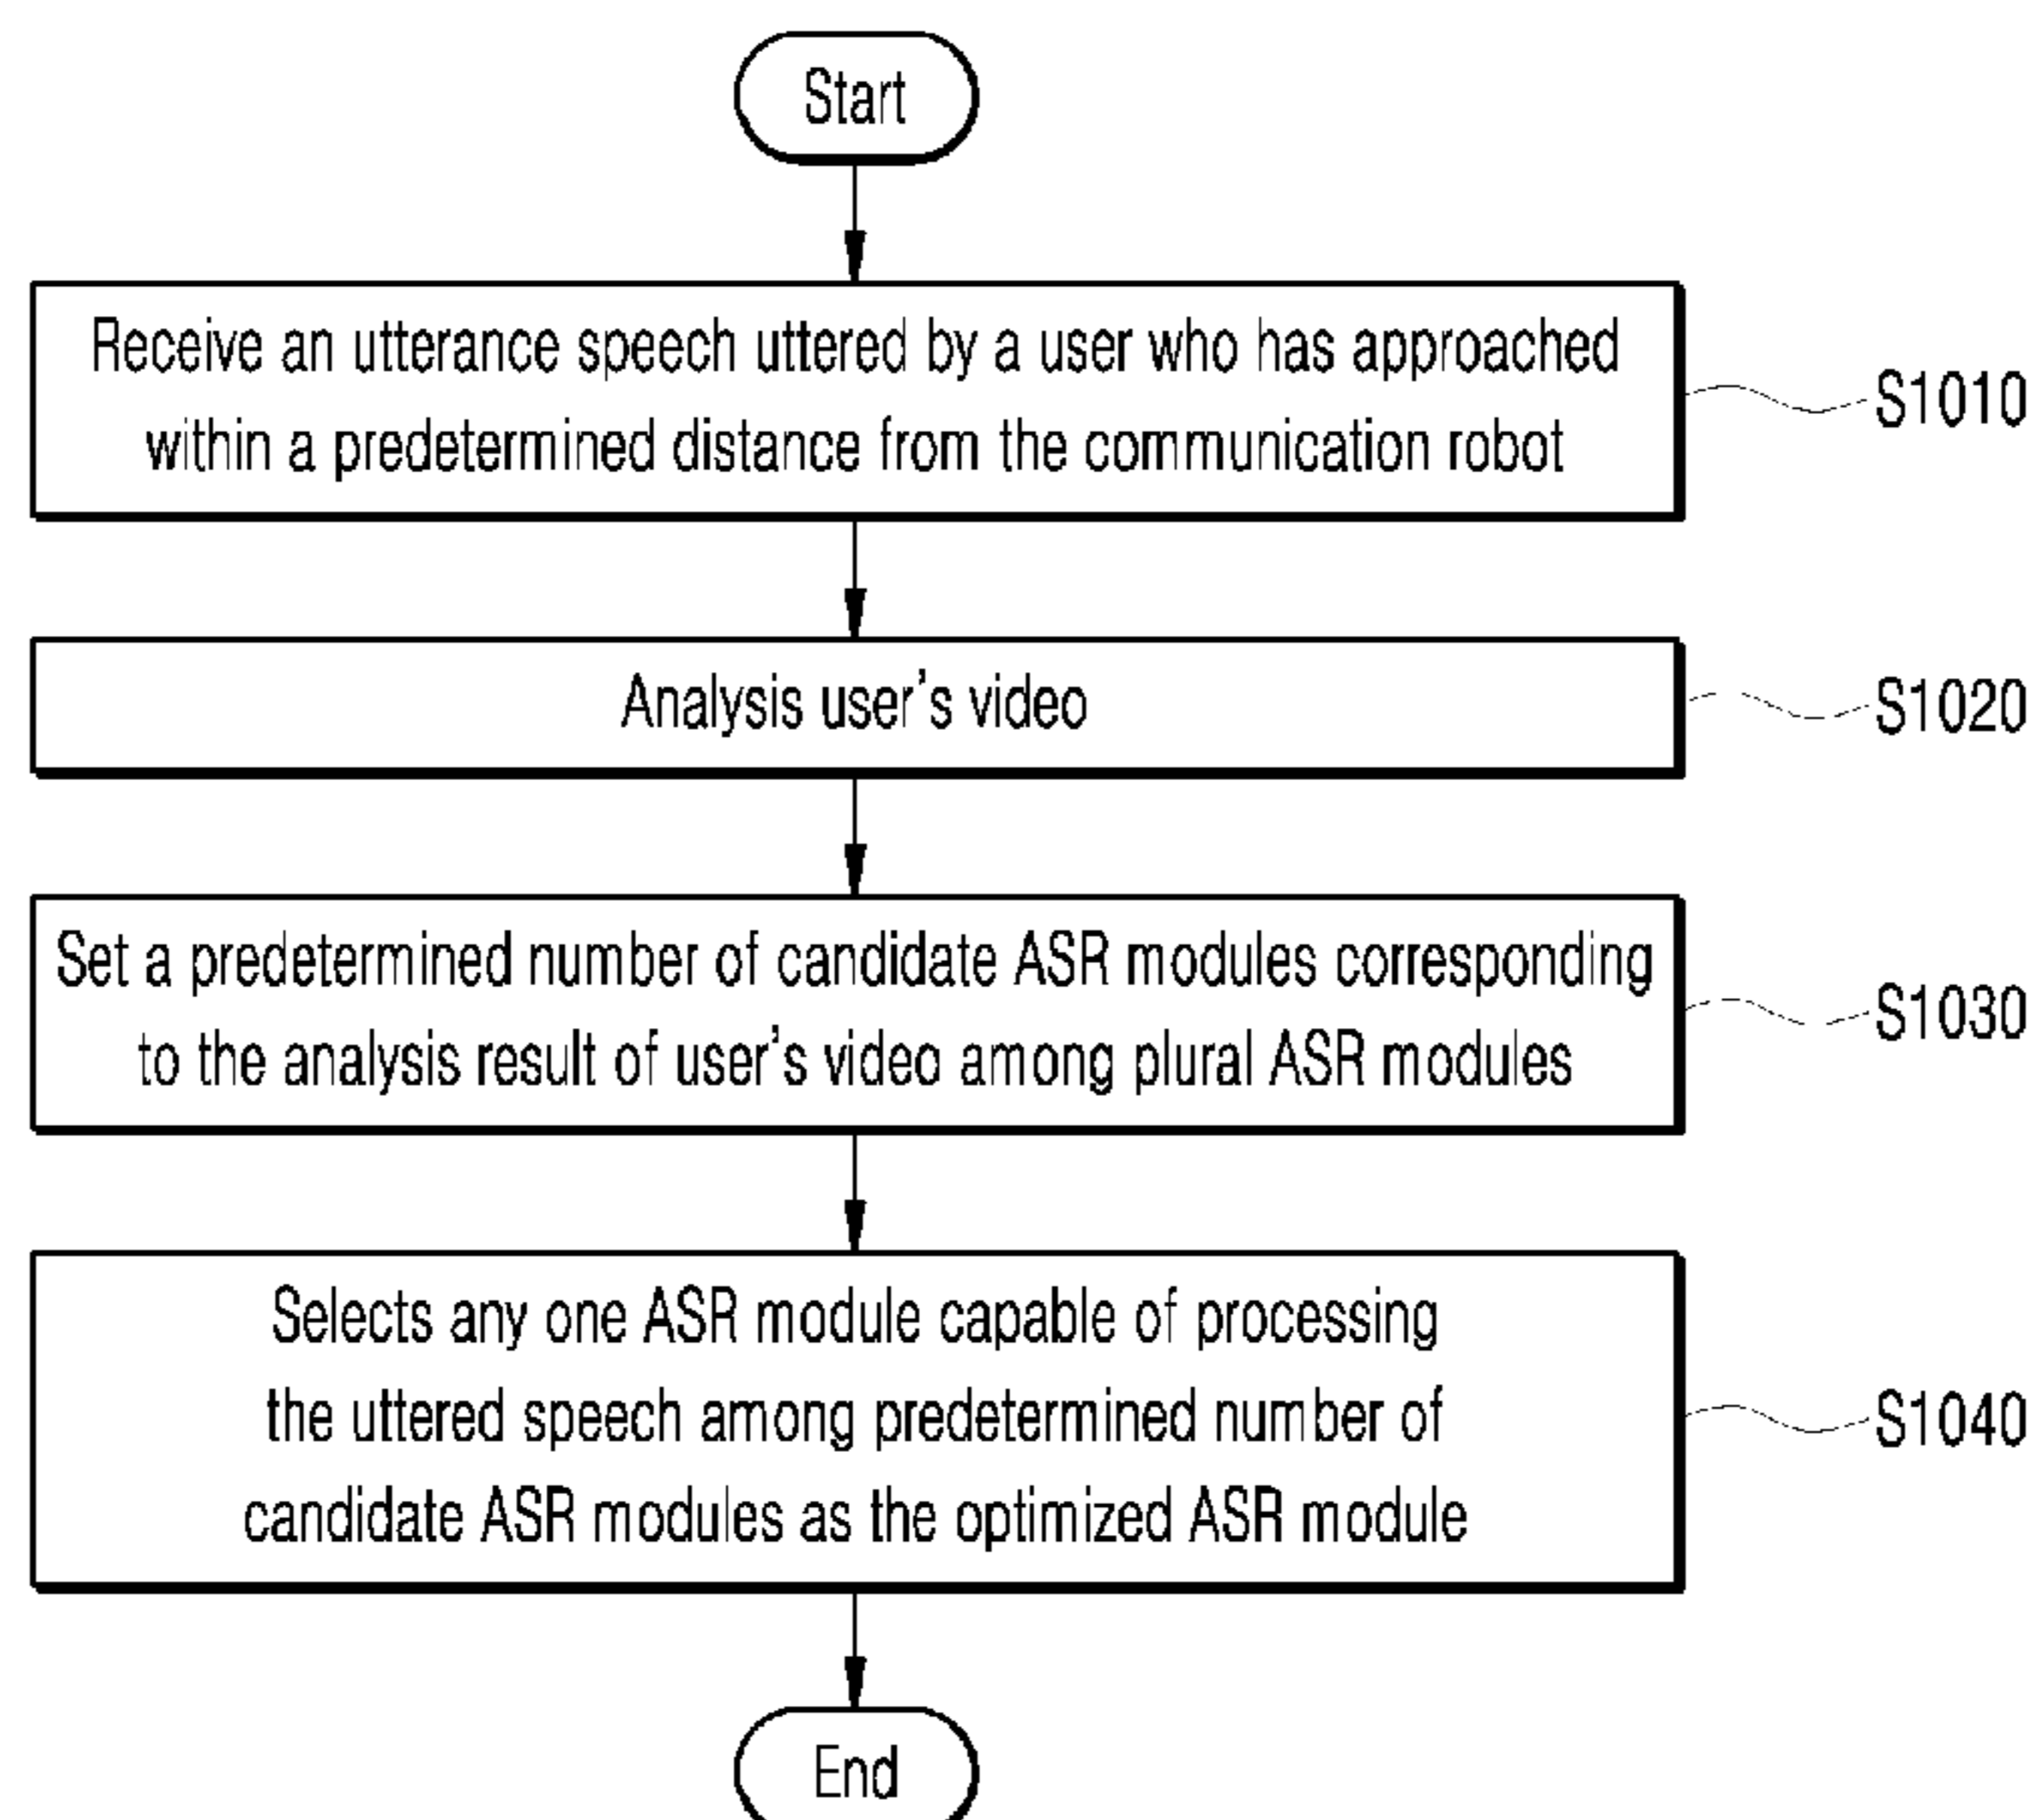 Start
Receive an utterance speech uttered by a user who has approached
within a predetermined distance from the communication robot
S1010
Analysis user's video
S1020
Set a predetermined number of candidate ASR modules corresponding
to the analysis result of user's video among plural ASR modules
S1030
Selects any one ASR module capable of processing
the uttered speech among predetermined number of
candidate ASR modules as the optimized ASR module
S1040
End